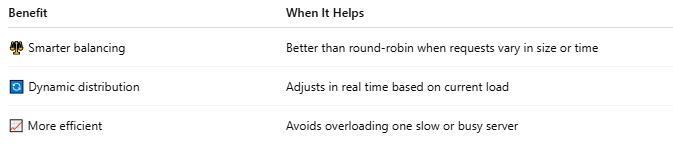 Benefit When It Helps
⚖️ Smarter balancing Better than round-robin when requests vary in size or time
🔄 Dynamic distribution Adjusts in real time based on current load
📈 More efficient Avoids overloading one slow or busy server